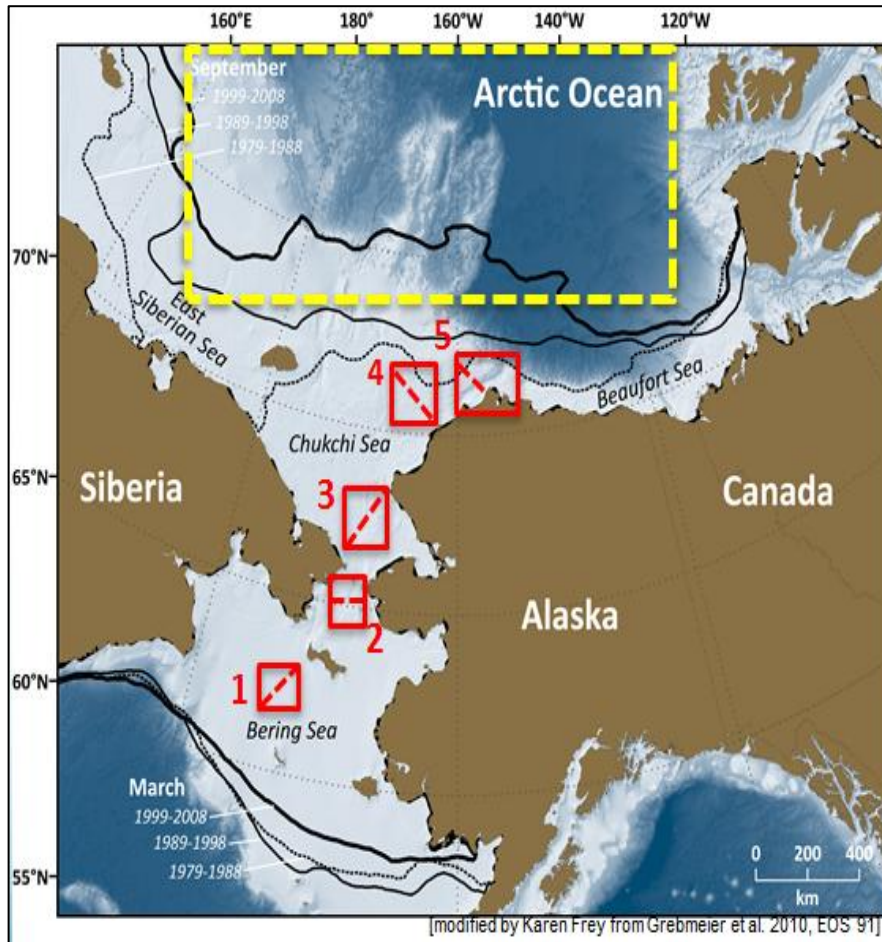 160°E 180° 160°W 140°W 120°W
September
1999-2008
1989-1998
1979-1988
Arctic Ocean
70°N
East
Siberian Sea
5
4
Beaufort Sea
Chukchi Sea
65°N
Siberia
3
Canada
Alaska
2
60°N
1
Bering Sea
March
1999-2008
1989-1998
1979-1988
0 200 400
km
55°N
[modified by Karen Frey from Grebmeier et al. 2010, EOS 91]